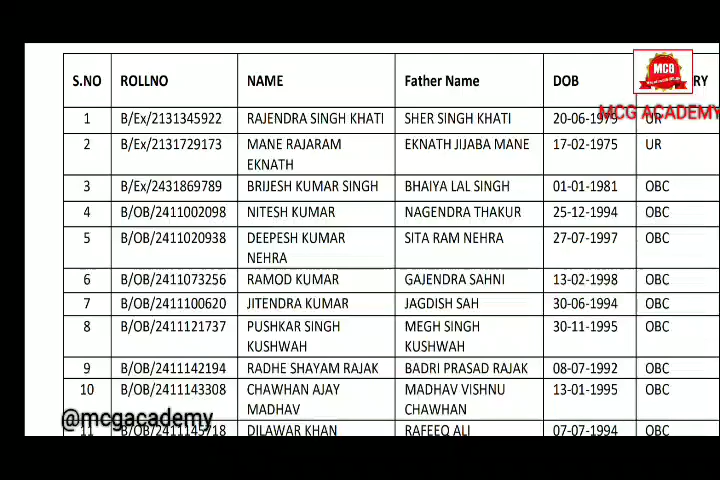 S.NO ROLLNO NAME Father Name DOB RY
MCG
MCG ACADEMY
1 B/Ex/2131345922 RAJENDRA SINGH KHATI SHER SINGH KHATI 20-06-1979 UR
2 B/Ex/2131729173 MANE RAJARAM EKNATH JIJABA MANE 17-02-1975 UR
EKNATH
3 B/Ex/2431869789 BRIJESH KUMAR SINGH BHAIYA LAL SINGH 01-01-1981 OBC
4 B/OB/2411002098 NITESH KUMAR NAGENDRA THAKUR 25-12-1994 OBC
5 B/OB/2411020938 DEEPESH KUMAR SITA RAM NEHRA 27-07-1997 OBC
NEHRA
6 B/OB/2411073256 RAMOD KUMAR GAJENDRA SAHNI 13-02-1998 OBC
7 B/OB/2411100620 JITENDRA KUMAR JAGDISH SAH 30-06-1994 OBC
8 B/OB/2411121737 PUSHKAR SINGH MEGH SINGH 30-11-1995 OBC
KUSHWAH KUSHWAH
9 B/OB/2411142194 RADHE SHAYAM RAJAK BADRI PRASAD RAJAK 08-07-1992 OBC
10 B/OB/2411143308 CHAWHAN AJAY MADHAV VISHNU 13-01-1995 OBC
MADHAV CHAWHAN
@mcgacademy
11 B/OB/2411145718 DILAWAR KHAN RAFEEQ ALI 07-07-1994 OBC